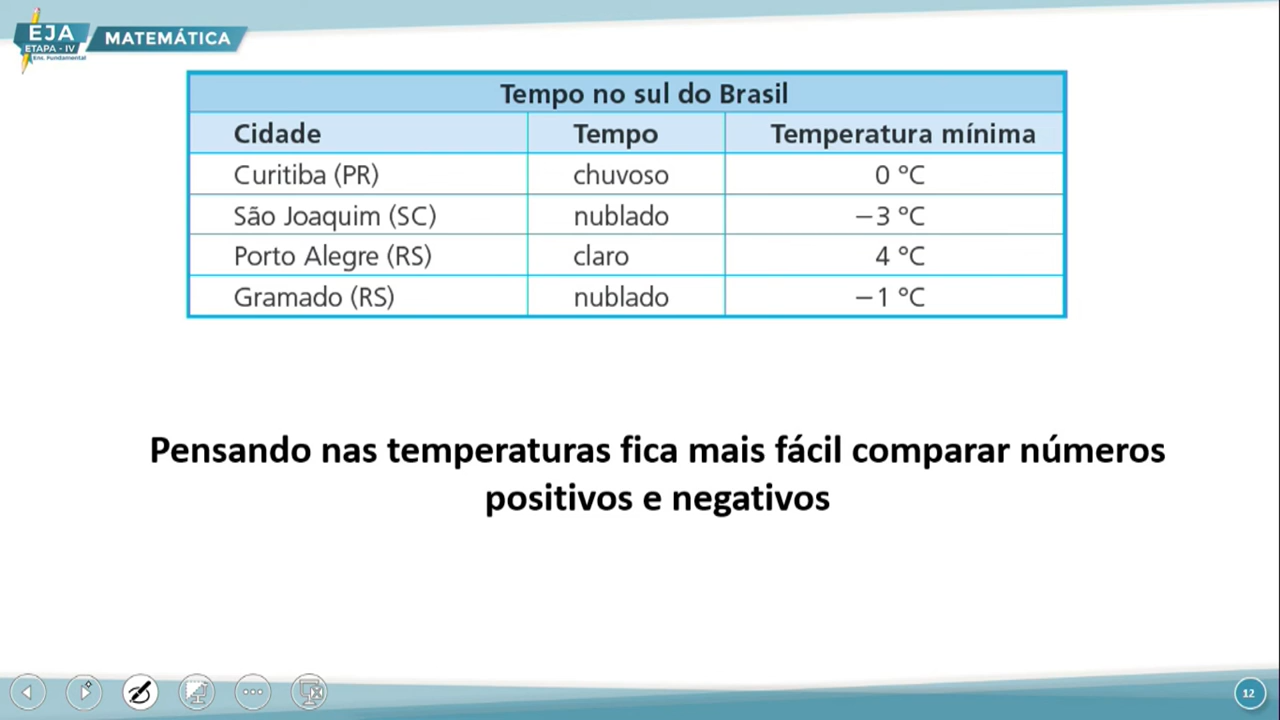 EJA
ETAPA - IV
Ens. Fundamental
MATEMÁTICA
Tempo no sul do Brasil
Cidade Tempo Temperatura mínima
Curitiba (PR) chuvoso 0 °C
São Joaquim (SC) nublado −3 °C
Porto Alegre (RS) claro 4 °C
Gramado (RS) nublado −1 °C
Pensando nas temperaturas fica mais fácil comparar números
positivos e negativos
12